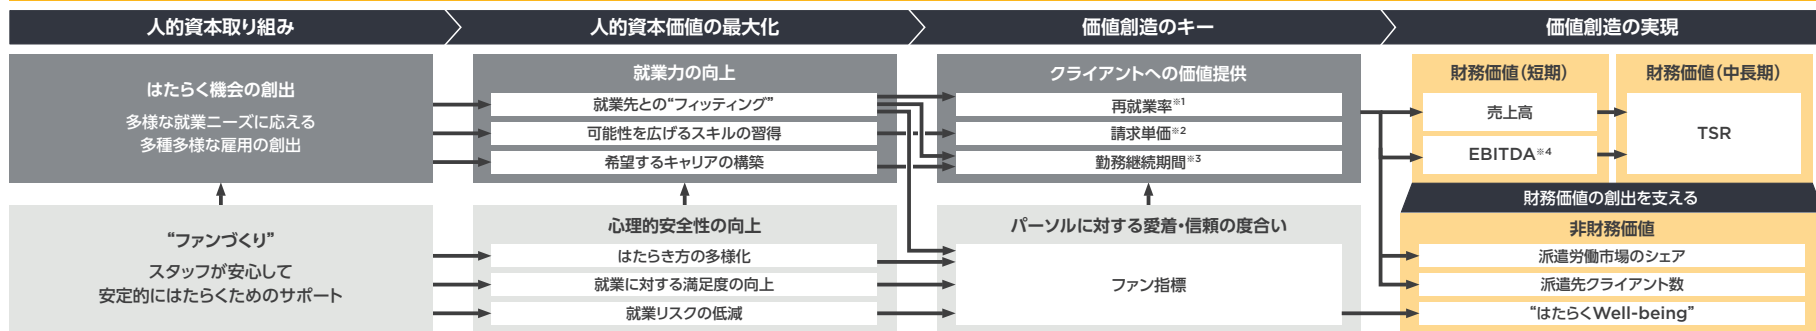 人的資本取り組み
人的資本価値の最大化
価値創造のキー
価値創造の実現
はたらく機会の創出
多様な就業ニーズに応える
多種多様な雇用の創出
就業力の向上
就業先との“フィッティング”
可能性を広げるスキルの習得
希望するキャリアの構築
クライアントへの価値提供
再就業率※1
請求単価※2
勤務継続期間※3
財務価値（短期）
売上高
EBITDA※4
財務価値（中長期）
TSR
財務価値の創出を支える
“ファンづくり”
スタッフが安心して
安定的にはたらくためのサポート
心理的安全性の向上
はたらき方の多様化
就業に対する満足度の向上
就業リスクの低減
パーソルに対する愛着・信頼の度合い
ファン指標
非財務価値
派遣労働市場のシェア
派遣先クライアント数
“はたらくWell-being”